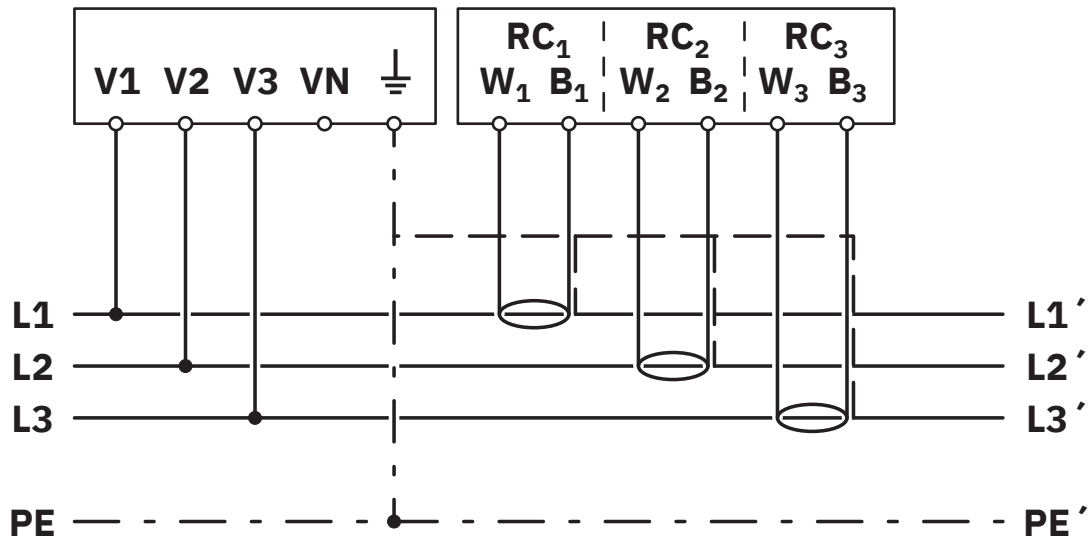 RC₁ RC₂ RC₃
V1 V2 V3 VN W₁ B₁ W₂ B₂ W₃ B₃
L1 L1′
L2 L2′
L3 L3′
PE PE′